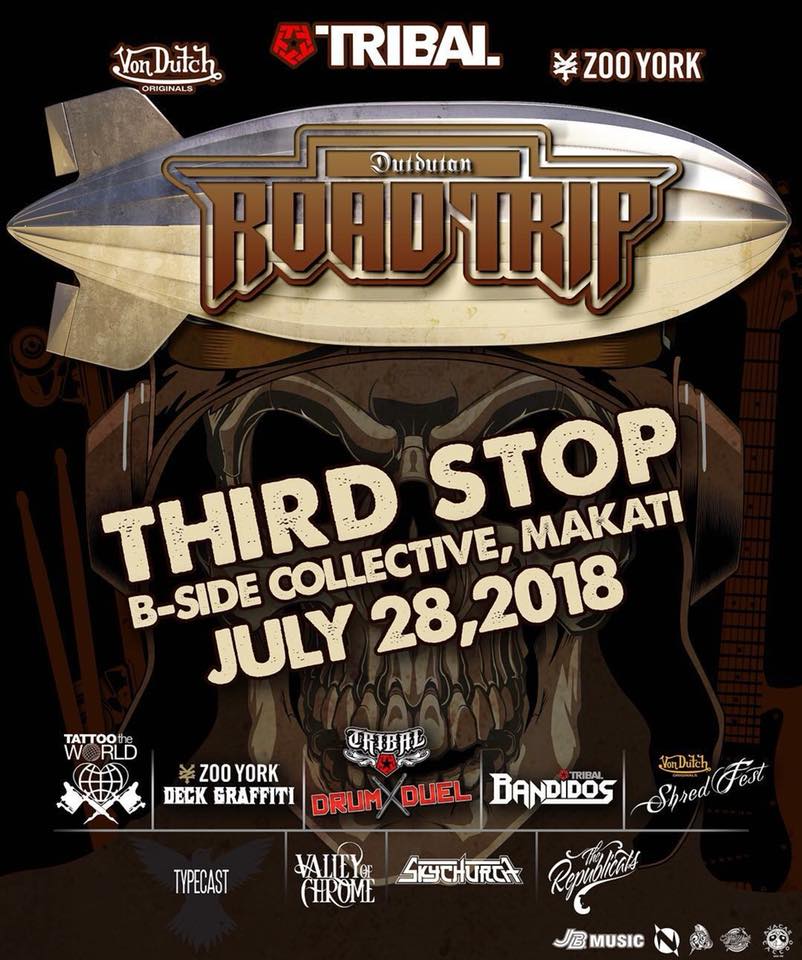 Von Dutch
ORIGINALS
TRIBAL
ZOO YORK
Dutdutan
ROAD TRIP
THIRD STOP
B-SIDE COLLECTIVE, MAKATI
JULY 28,2018
TATTOO the
WORLD
ZOO YORK
DECK GRAFFITI
TRIBAL
DRUM X DUEL
TRIBAL
BANDIDOS
Von Dutch
ORIGINALS
Shred Fest
TYPECAST
VALLEY OF
CHROME
SKYCHURCH
The
Republicats
JB MUSIC